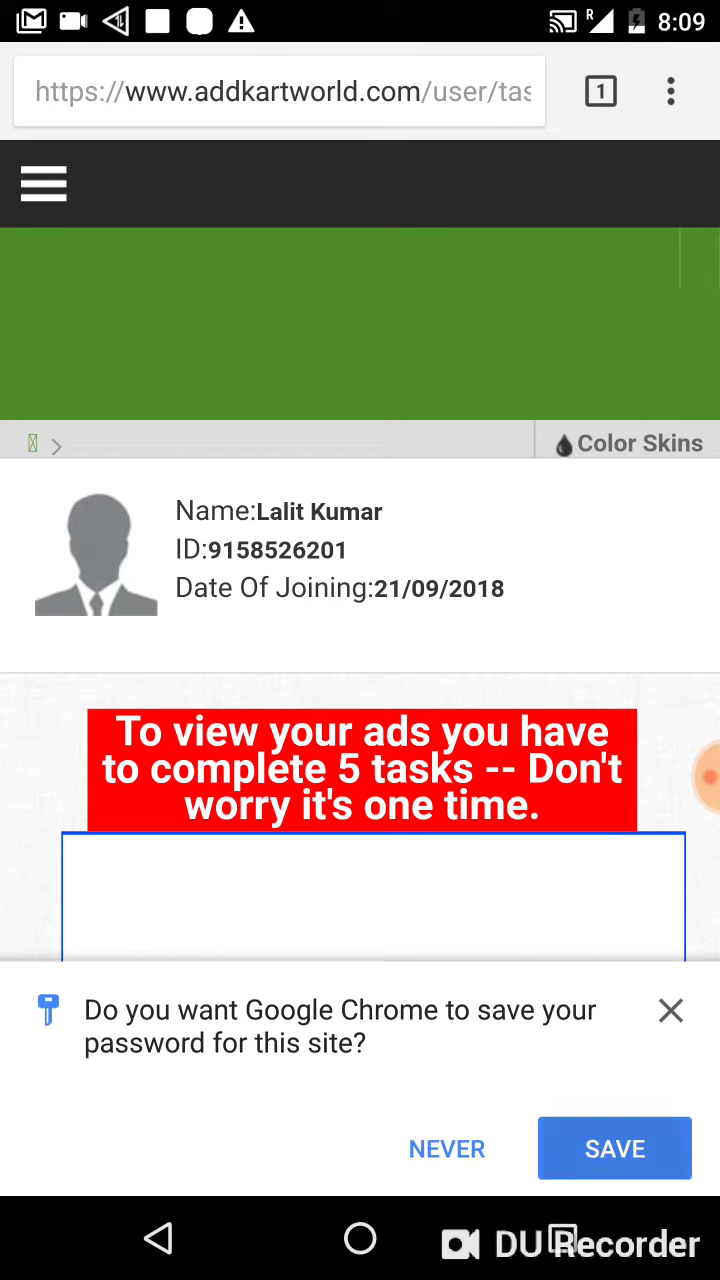 8:09
R
https://www.addkartworld.com/user/tas
1
Color Skins
Name:Lalit Kumar
ID:9158526201
Date Of Joining:21/09/2018
To view your ads you have
to complete 5 tasks -- Don't
worry it's one time.
Do you want Google Chrome to save your
password for this site?
NEVER
SAVE
DU Recorder